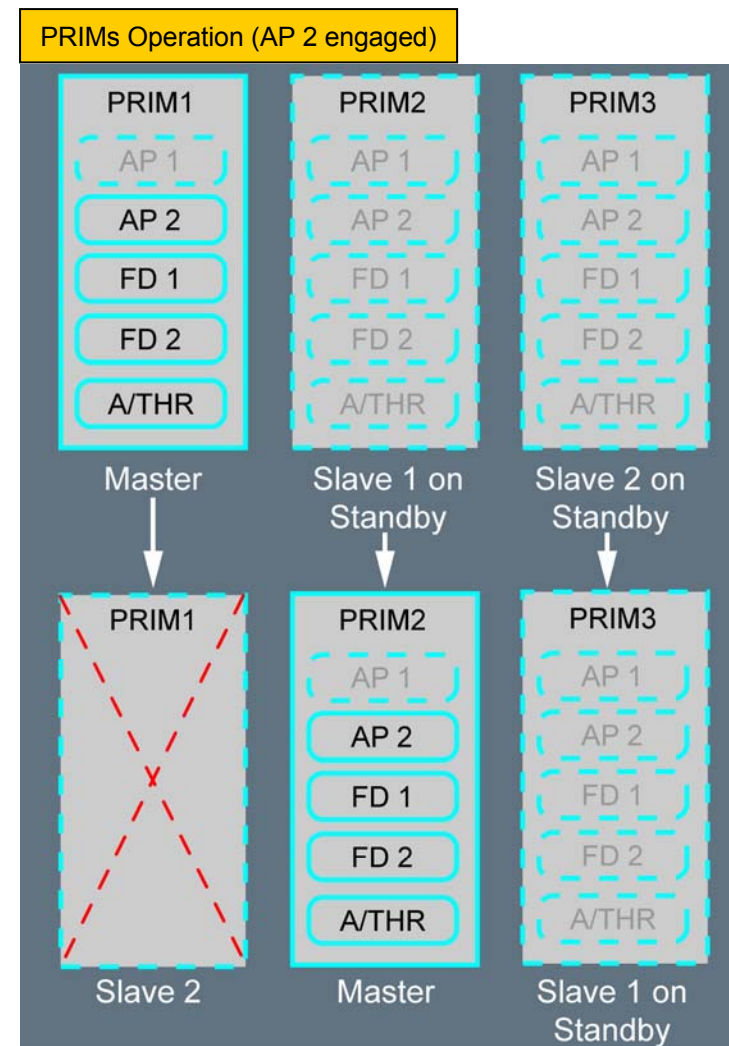 PRIMs Operation (AP 2 engaged)
PRIM1
AP 1
AP 2
FD 1
FD 2
A/THR
Master
PRIM2
AP 1
AP 2
FD 1
FD 2
A/THR
Slave 1 on
Standby
PRIM3
AP 1
AP 2
FD 1
FD 2
A/THR
Slave 2 on
Standby
PRIM1
Slave 2
PRIM2
AP 1
AP 2
FD 1
FD 2
A/THR
Master
PRIM3
AP 1
AP 2
FD 1
FD 2
A/THR
Slave 1 on
Standby